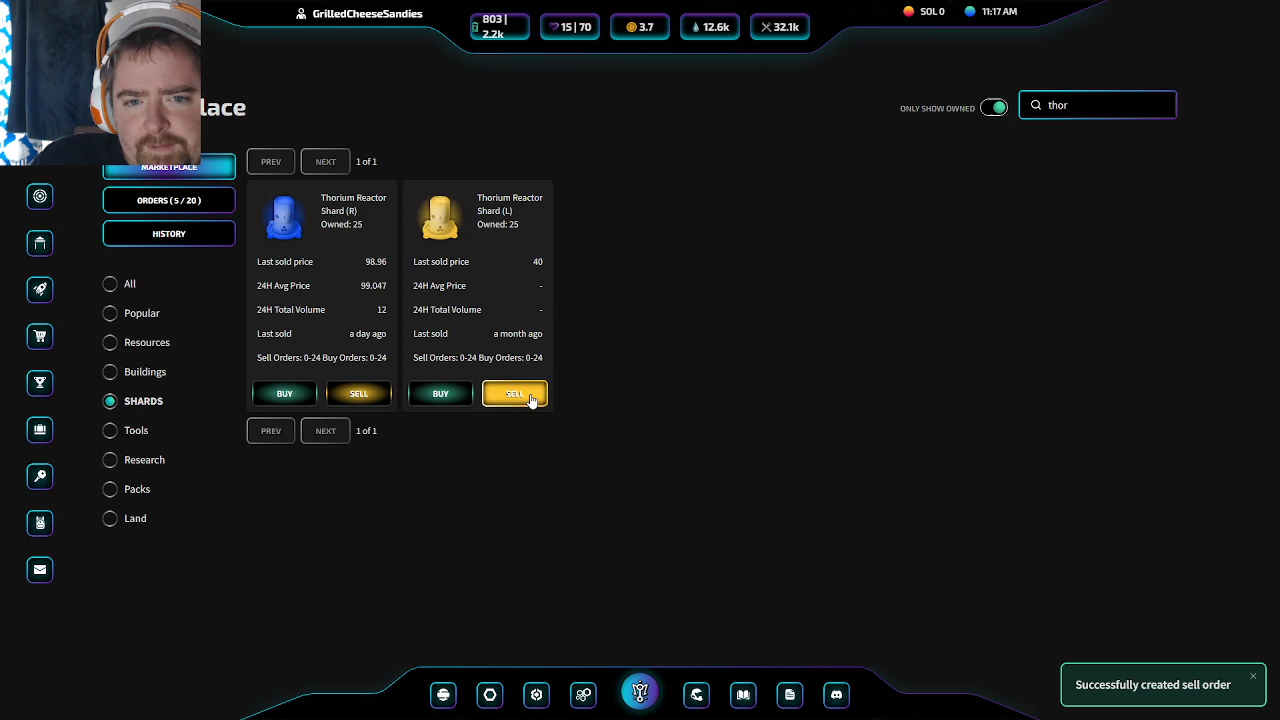 GrilledCheeseSandies
803 |
2.2k
15 | 70
3.7
12.6k
32.1k
SOL 0
11:17 AM
lace
ONLY SHOW OWNED
thor
MARKETPLACE
ORDERS ( 5 / 20 )
HISTORY
All
Popular
Resources
Buildings
SHARDS
Tools
Research
Packs
Land
PREV
NEXT
1 of 1
Thorium Reactor
Shard (R)
Owned: 25
Last sold price 98.96
24H Avg Price 99.047
24H Total Volume 12
Last sold a day ago
Sell Orders: 0-24 Buy Orders: 0-24
BUY
SELL
Thorium Reactor
Shard (L)
Owned: 25
Last sold price 40
24H Avg Price -
24H Total Volume -
Last sold a month ago
Sell Orders: 0-24 Buy Orders: 0-24
BUY
SELL
PREV
NEXT
1 of 1
Successfully created sell order